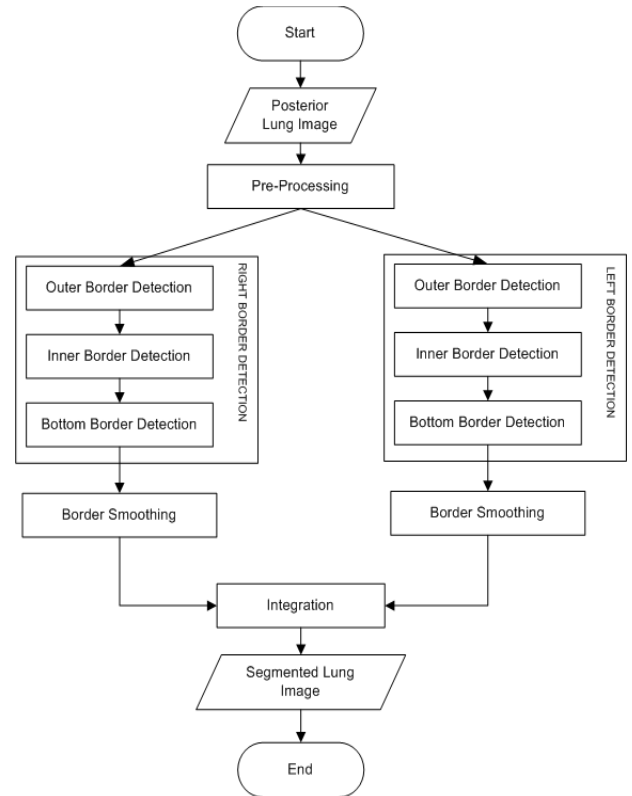 Start
Posterior
Lung Image
Pre-Processing
RIGHT BORDER DETECTION
Outer Border Detection
Inner Border Detection
Bottom Border Detection
Border Smoothing
LEFT BORDER DETECTION
Outer Border Detection
Inner Border Detection
Bottom Border Detection
Border Smoothing
Integration
Segmented Lung
Image
End